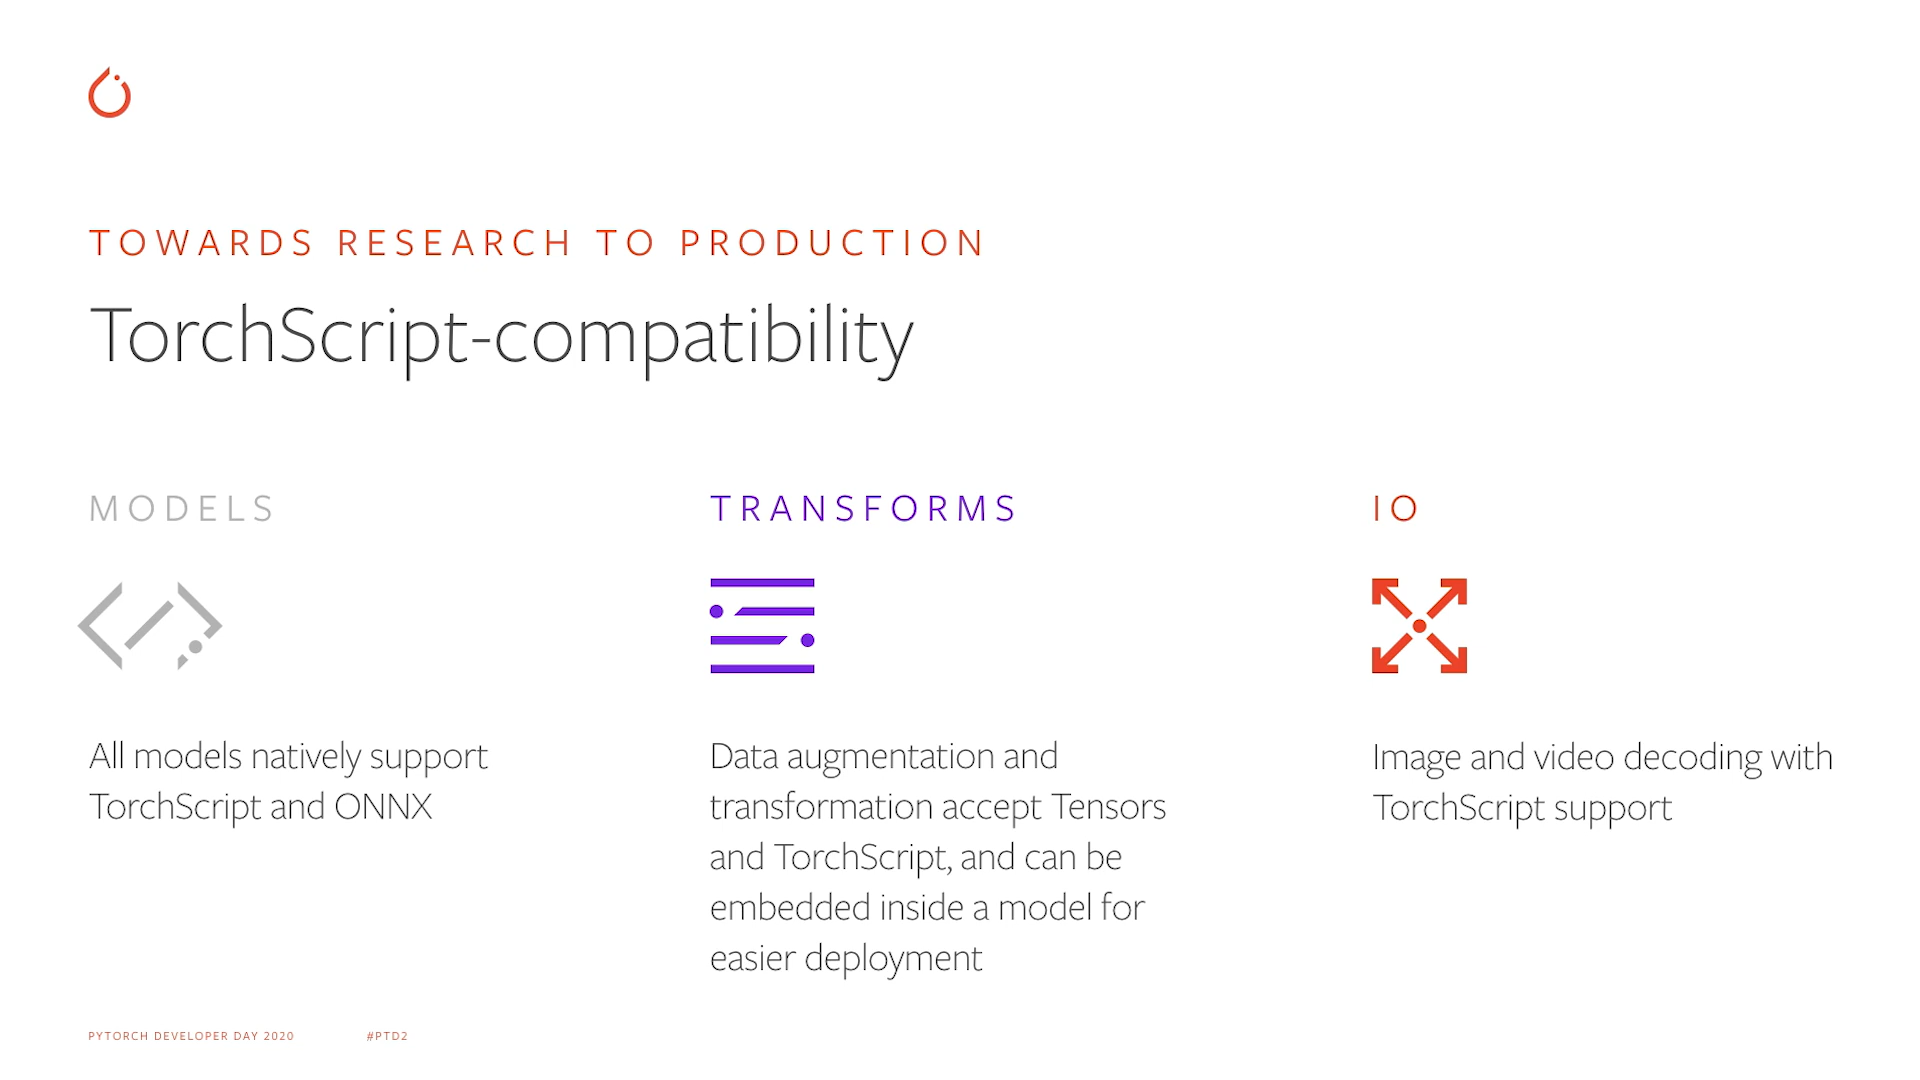 TOWARDS RESEARCH TO PRODUCTION
TorchScript-compatibility
MODELS
All models natively support
TorchScript and ONNX
TRANSFORMS
Data augmentation and
transformation accept Tensors
and TorchScript, and can be
embedded inside a model for
easier deployment
IO
Image and video decoding with
TorchScript support
PYTORCH DEVELOPER DAY 2020
#PTD2